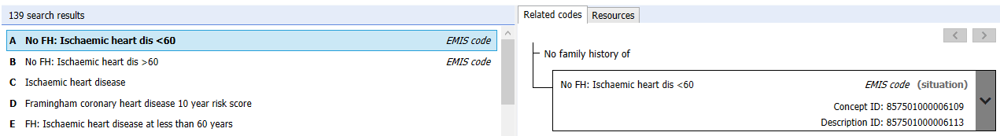 139 search results
A No FH: Ischaemic heart dis <60 EMIS code
B No FH: Ischaemic heart dis >60 EMIS code
C Ischaemic heart disease
D Framingham coronary heart disease 10 year risk score
E FH: Ischaemic heart disease at less than 60 years
Related codes Resources
No family history of
No FH: Ischaemic heart dis <60 EMIS code (situation)
Concept ID: 857501000006109
Description ID: 857501000006113